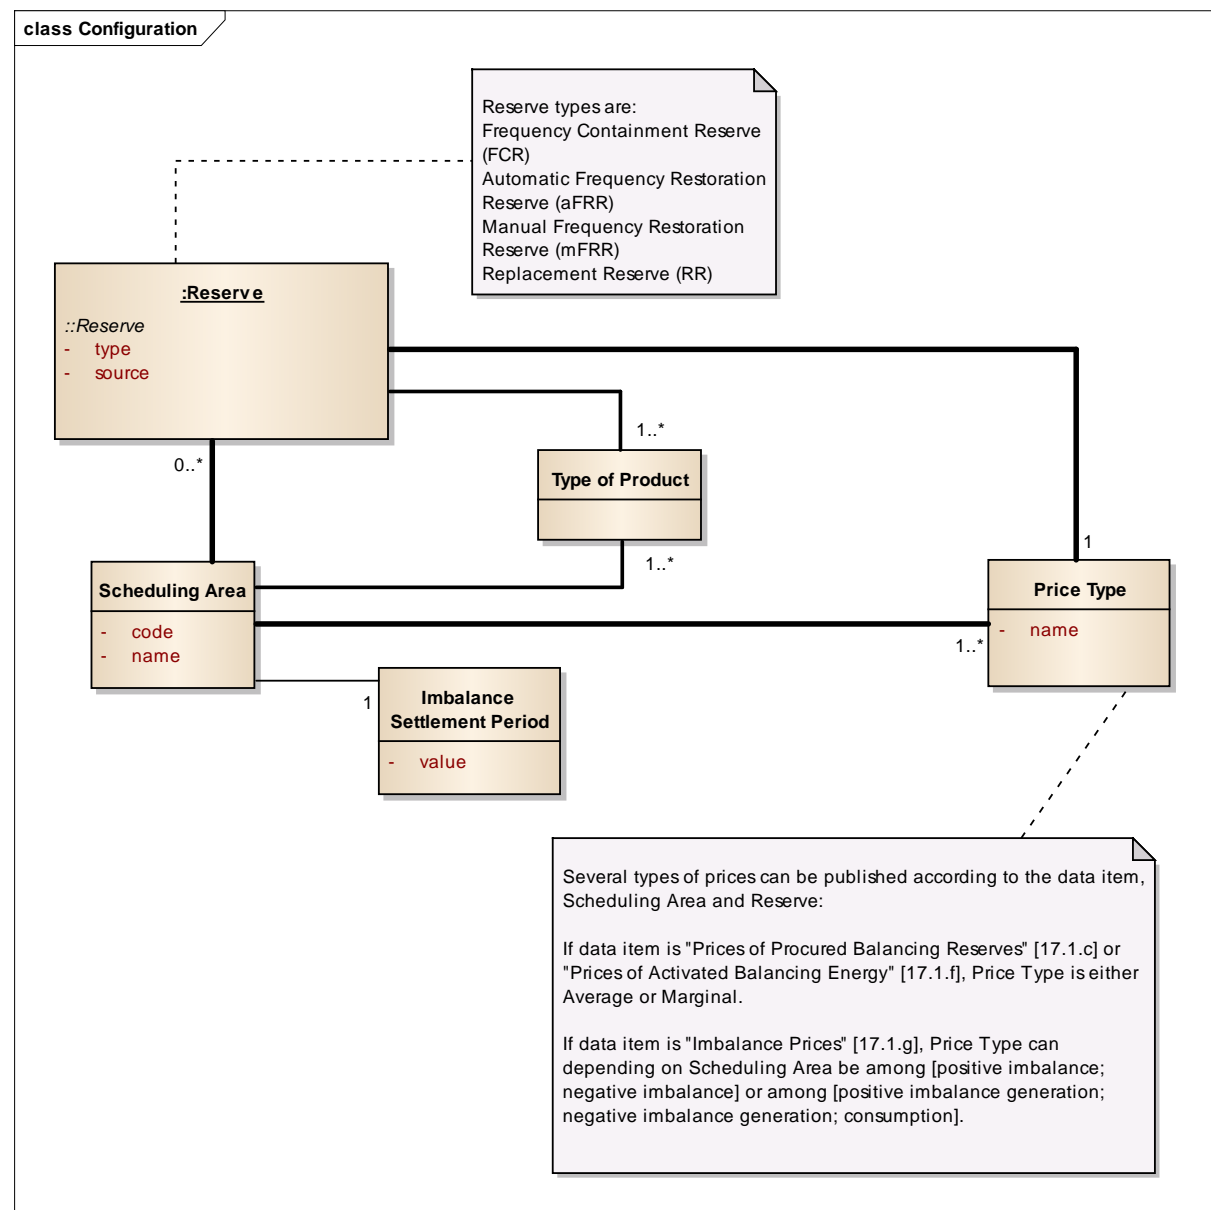 class Configuration
Reserve types are:
Frequency Containment Reserve
(FCR)
Automatic Frequency Restoration
Reserve (aFRR)
Manual Frequency Restoration
Reserve (mFRR)
Replacement Reserve (RR)
:Reserve
::Reserve
- type
- source
0..*
1..*
Type of Product
1..*
1
Scheduling Area
- code
- name
Price Type
- name
1..*
Imbalance
Settlement Period
- value
1
Several types of prices can be published according to the data item,
Scheduling Area and Reserve:
If data item is "Prices of Procured Balancing Reserves" [17.1.c] or
"Prices of Activated Balancing Energy" [17.1.f], Price Type is either
Average or Marginal.
If data item is "Imbalance Prices" [17.1.g], Price Type can
depending on Scheduling Area be among [positive imbalance;
negative imbalance] or among [positive imbalance generation;
negative imbalance generation; consumption].